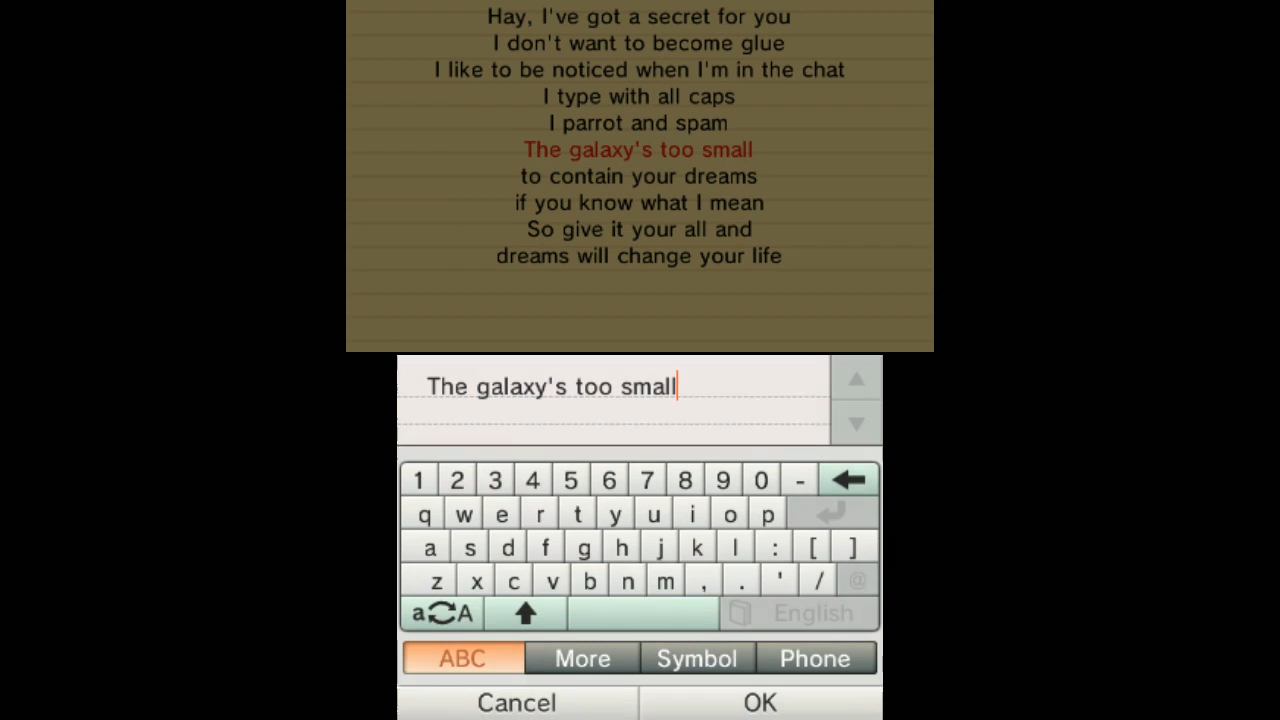 Hay, I've got a secret for you
I don't want to become glue
I like to be noticed when I'm in the chat
I type with all caps
I parrot and spam
The galaxy's too small
to contain your dreams
if you know what I mean
So give it your all and
dreams will change your life
The galaxy's too small
1 2 3 4 5 6 7 8 9 0 -
q w e r t y u i o p
a s d f g h j k l : [ ]
z x c v b n m , . ' / @
a A English
ABC More Symbol Phone
Cancel OK